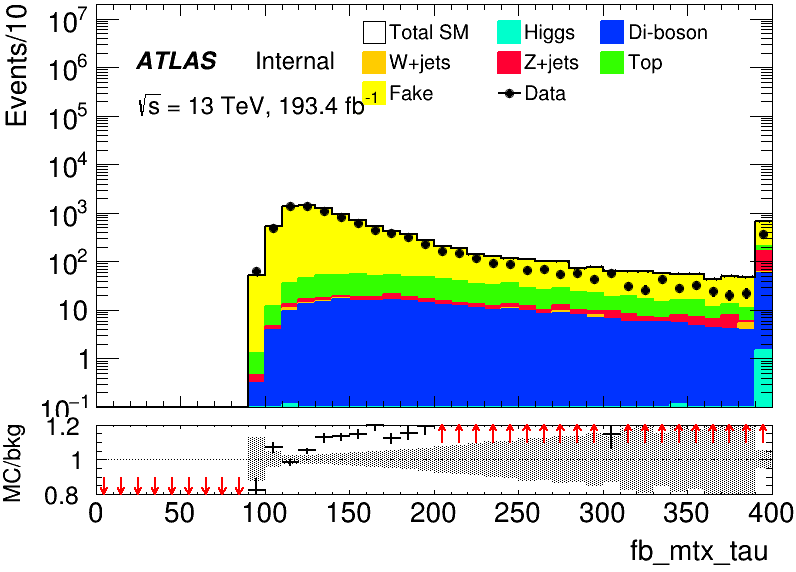 Events/10
10⁷
10⁶
10⁵
10⁴
10³
10²
10
1
10⁻¹
ATLAS Internal
√s = 13 TeV, 193.4 fb⁻¹
Total SM Higgs Di-boson
W+jets Z+jets Top
Fake Data
MC/bkg
1.2
1
0.8
0 50 100 150 200 250 300 350 400
fb_mtx_tau